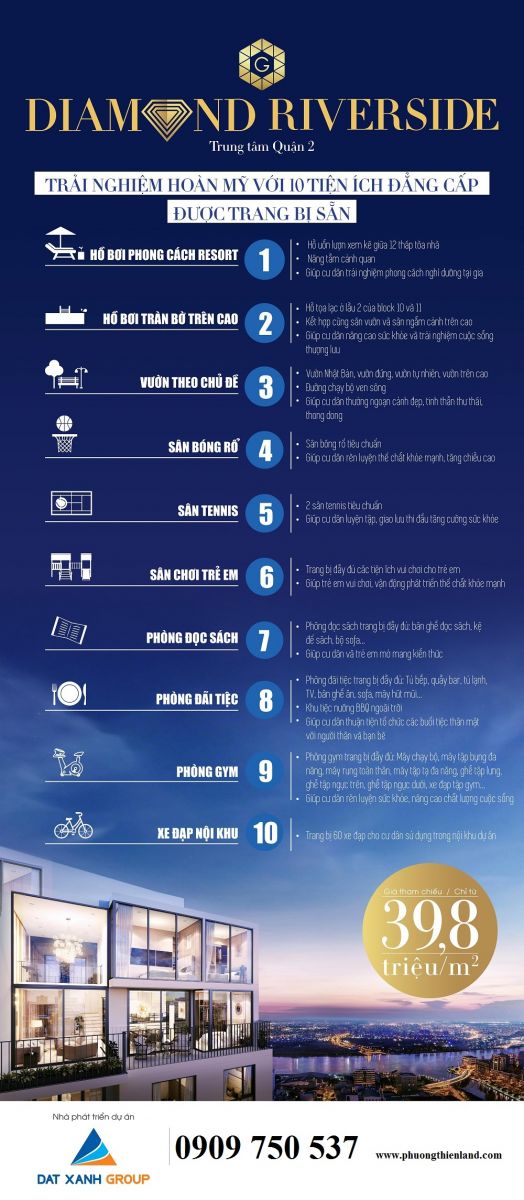 G
DIAMOND RIVERSIDE
Trung tâm Quận 2
TRẢI NGHIỆM HOÀN MỸ VỚI 10 TIỆN ÍCH ĐẲNG CẤP
ĐƯỢC TRANG BỊ SẴN
HỒ BƠI PHONG CÁCH RESORT 1
• Hồ uốn lượn xem kẽ giữa 12 tháp tòa nhà
• Nâng tầm cảnh quan
• Giúp cư dân trải nghiệm phong cách nghỉ dưỡng tại gia
HỒ BƠI TRÀN BỜ TRÊN CAO 2
• Hồ tọa lạc ở lầu 2 của block 10 và 11
• Kết hợp cùng sân vườn và sàn ngắm cảnh trên cao
• Giúp cư dân nâng cao sức khỏe và trải nghiệm cuộc sống
thượng lưu
VƯỜN THEO CHỦ ĐỀ 3
• Vườn Nhật Bản, vườn đứng, vườn tự nhiên, vườn trên cao
• Đường chạy bộ ven sông
• Giúp cư dân thưởng ngoạn cảnh đẹp, tinh thần thư thái,
thong dong
SÂN BÓNG RỔ 4
• Sân bóng rổ tiêu chuẩn
• Giúp cư dân rèn luyện thể chất khỏe mạnh, tăng chiều cao
SÂN TENNIS 5
• 2 sân tennis tiêu chuẩn
• Giúp cư dân luyện tập, giao lưu thi đấu tăng cường sức khỏe
SÂN CHƠI TRẺ EM 6
• Trang bị đầy đủ các tiện ích vui chơi cho trẻ em
• Giúp trẻ em vui chơi, vận động phát triển thể chất khỏe mạnh
PHÒNG ĐỌC SÁCH 7
• Phòng đọc sách trang bị đầy đủ: bàn ghế đọc sách, kệ
để sách, bộ sofa...
• Giúp cư dân và trẻ em mở mang kiến thức
PHÒNG ĐÃI TIỆC 8
• Phòng đãi tiệc trang bị đầy đủ: Tủ bếp, quầy bar, tủ lạnh,
TV, bàn ghế ăn, sofa, máy hút mùi...
• Khu tiệc nướng BBQ ngoài trời
• Giúp cư dân thuận tiện tổ chức các buổi tiệc thân mật
với người thân và bạn bè
PHÒNG GYM 9
• Phòng gym trang bị đầy đủ: Máy chạy bộ, máy tập bụng đa
năng, máy rung toàn thân, máy tập tạ đa năng, ghế tập lưng,
ghế tập ngực trên, ghế tập ngực dưới, xe đạp tập gym...
• Giúp cư dân rèn luyện sức khỏe, nâng cao chất lượng cuộc sống
XE ĐẠP NỘI KHU 10
• Trang bị 60 xe đạp cho cư dân sử dụng trong nội khu dự án
Giá tham chiếu / Chỉ từ
39,8
triệu/m²
Nhà phát triển dự án
DAT XANH GROUP
0909 750 537
www.phuongthienland.com